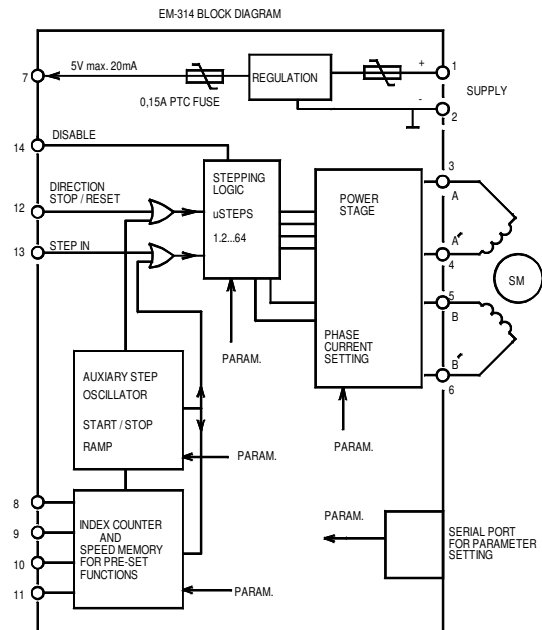 EM-314 BLOCK DIAGRAM
7
5V max. 20mA
0,15A PTC FUSE
REGULATION
+
1
-
2
SUPPLY
14
DISABLE
12
DIRECTION
STOP / RESET
13
STEP IN
STEPPING
LOGIC
uSTEPS
1.2...64
POWER
STAGE
PHASE
CURRENT
SETTING
3
A
A'
4
5
B
B'
6
SM
PARAM.
PARAM.
AUXIARY STEP
OSCILLATOR
START / STOP
RAMP
PARAM.
8
9
10
11
INDEX COUNTER
AND
SPEED MEMORY
FOR PRE-SET
FUNCTIONS
PARAM.
PARAM.
SERIAL PORT
FOR PARAMETER
SETTING